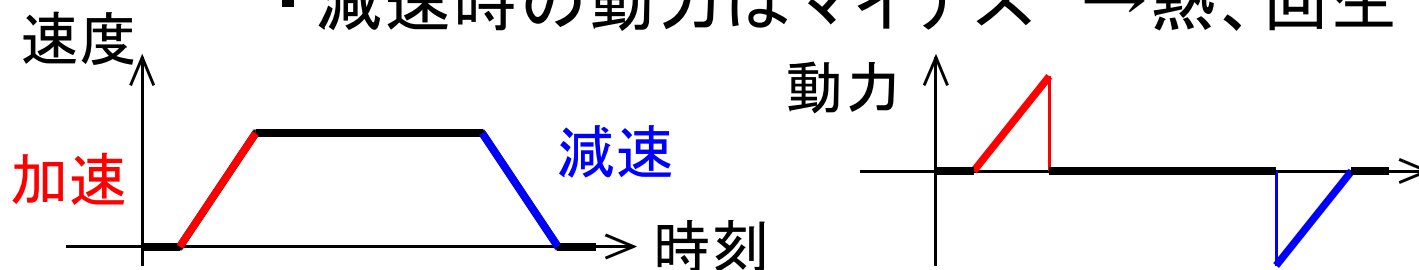 ・減速時の動力はマイナス →熱、回生
速度
動力
加速
減速
時刻